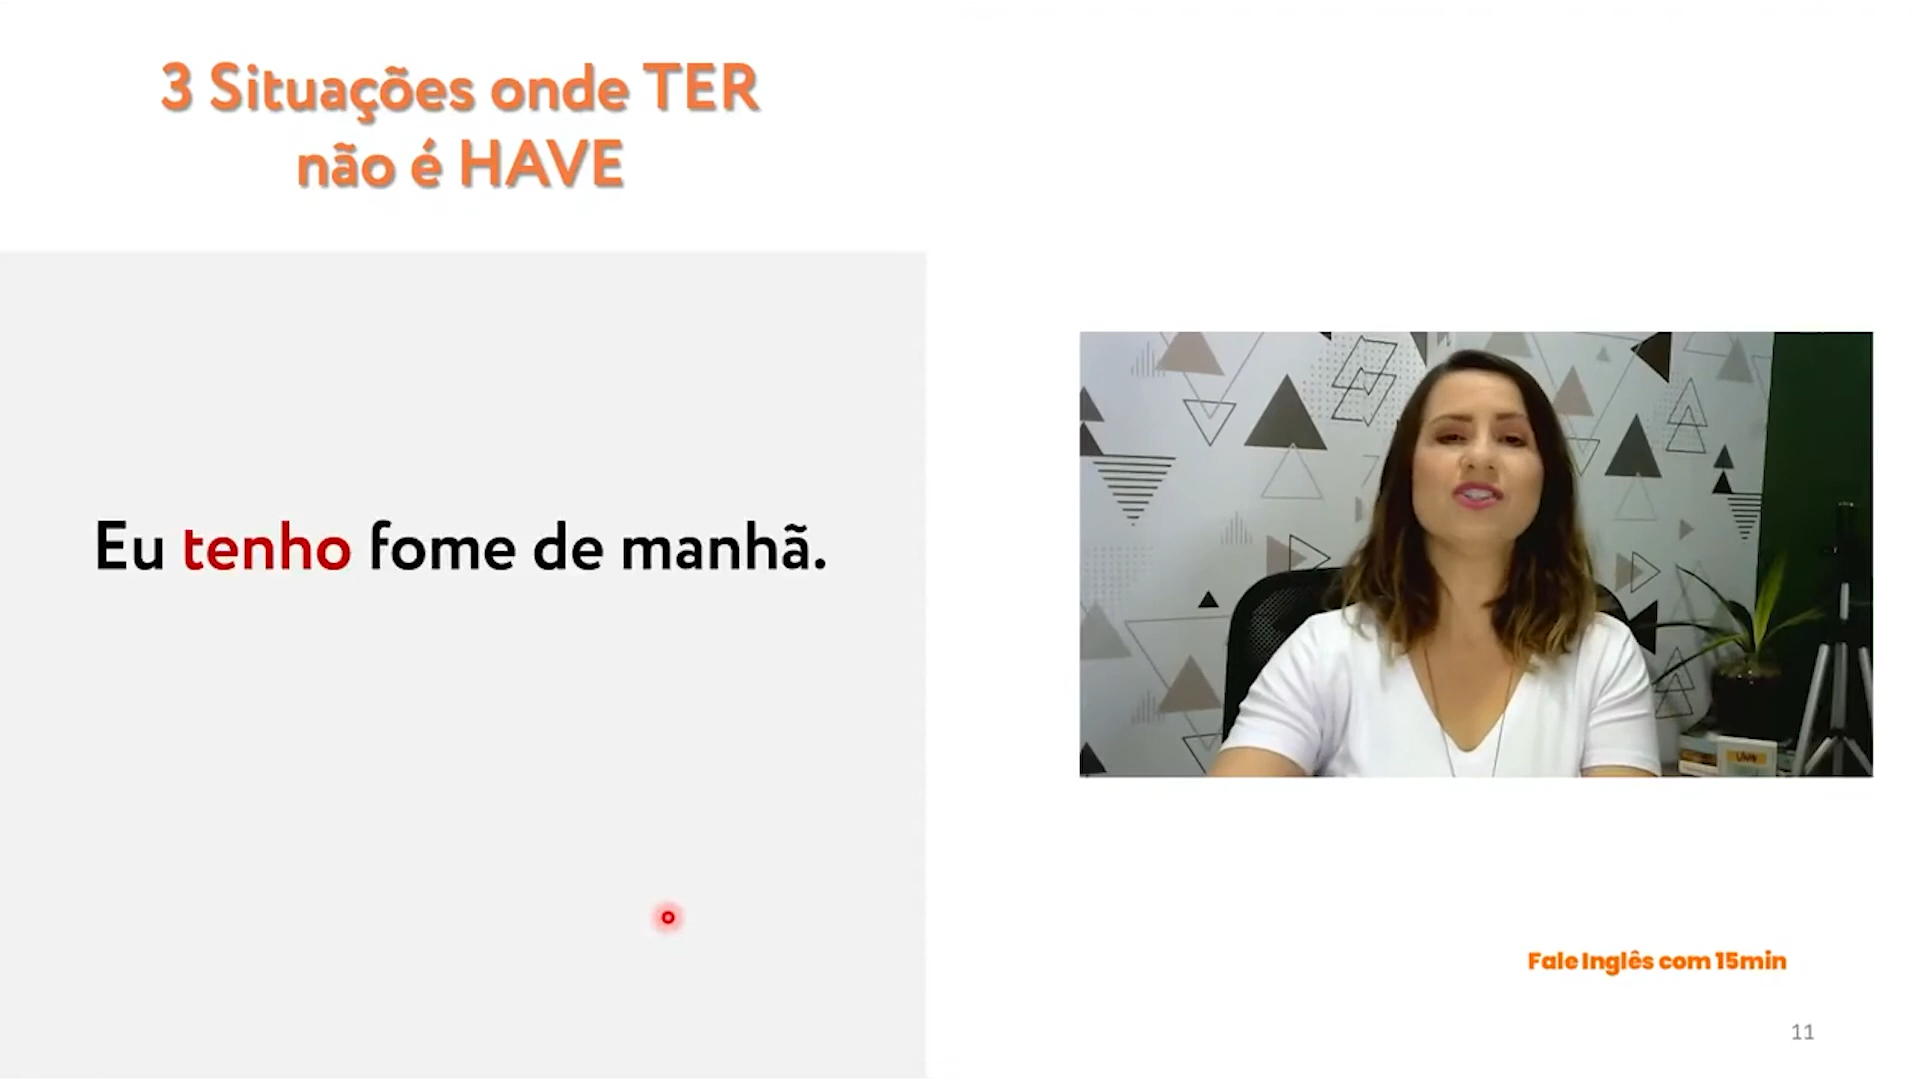 3 Situações onde TER
não é HAVE
Eu tenho fome de manhã.
Fale Inglês com 15min
11